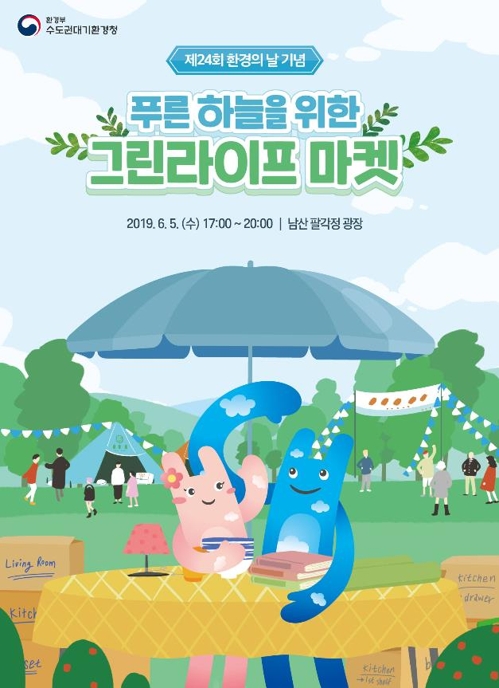 환경부
수도권대기환경청
제24회 환경의 날 기념
푸른 하늘을 위한
그린라이프 마켓
2019. 6. 5. (수) 17:00 ~ 20:00 | 남산 팔각정 광장
Living Room
Kitchen
drawer
Kitchen